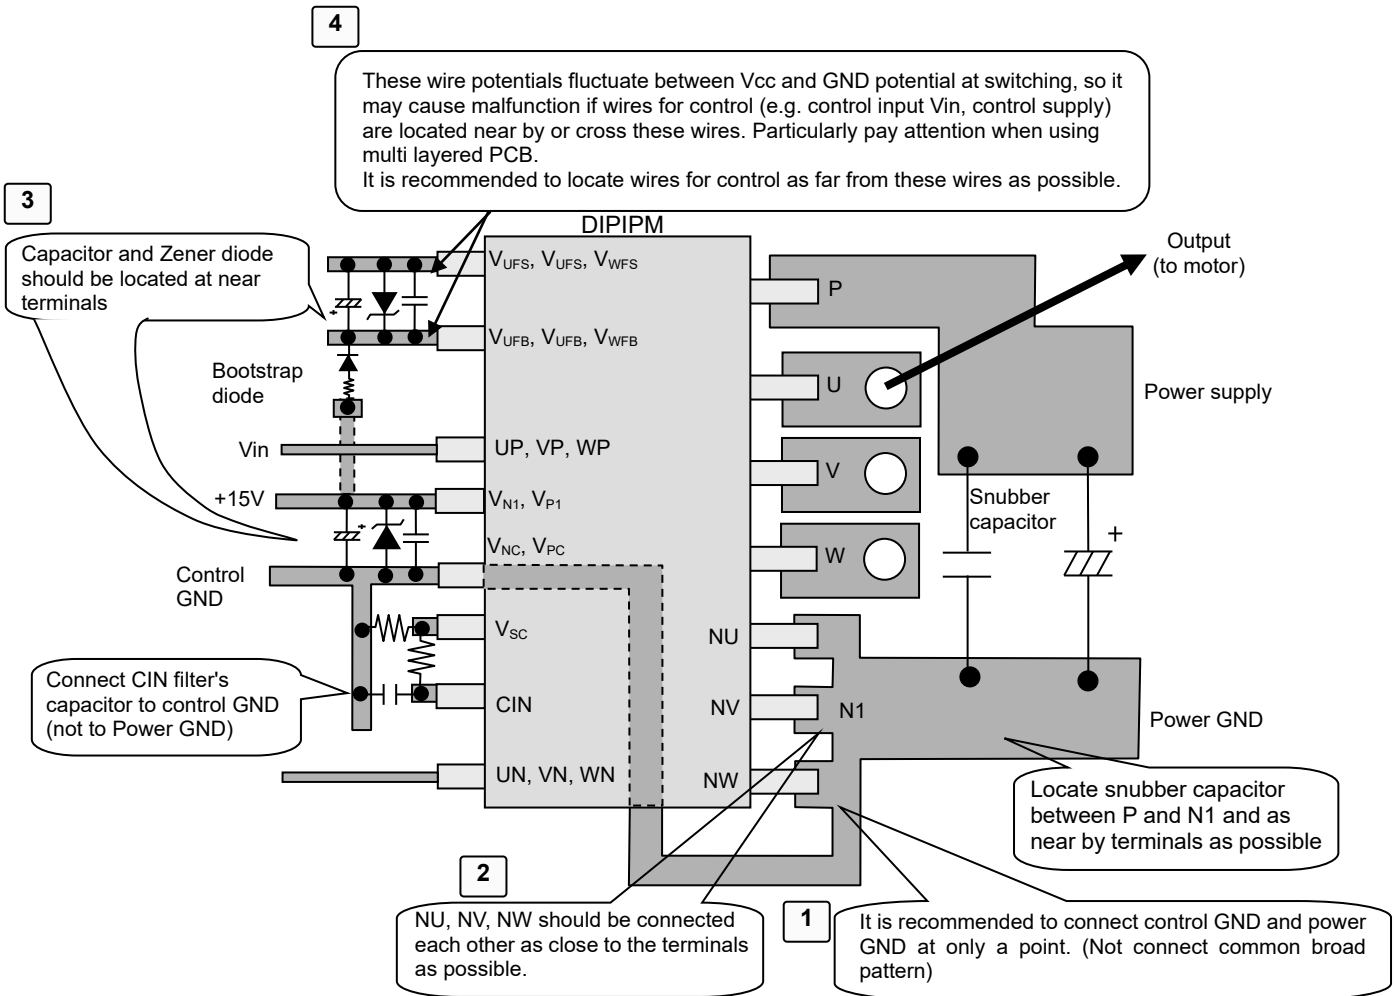 4
These wire potentials fluctuate between Vcc and GND potential at switching, so it
may cause malfunction if wires for control (e.g. control input Vin, control supply)
are located near by or cross these wires. Particularly pay attention when using
multi layered PCB.
It is recommended to locate wires for control as far from these wires as possible.
3
Capacitor and Zener diode
should be located at near
terminals
DIPIPM
Output
(to motor)
VUFS, VUFS, VWFS
P
+
VUFB, VUFB, VWFB
Bootstrap
diode
U
Power supply
Vin
UP, VP, WP
V
+15V
VN1, VP1
Snubber
capacitor
+
+
VNC, VPC
W
Control
GND
VSC
NU
Connect CIN filter's
capacitor to control GND
(not to Power GND)
CIN
NV
N1
Power GND
UN, VN, WN
NW
Locate snubber capacitor
between P and N1 and as
near by terminals as possible
2
NU, NV, NW should be connected
each other as close to the terminals
as possible.
1
It is recommended to connect control GND and power
GND at only a point. (Not connect common broad
pattern)